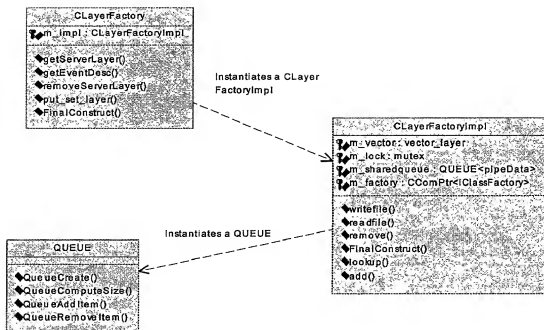 CLayerFactory
m_impl : CLayerFactoryImpl
getServerLayer()
getEventDesc()
removeServerLayer()
put_set_layer()
FinalConstruct()
Instantiates a CLayer
FactoryImpl
CLayerFactoryImpl
m_vector : vector_layer
m_lock : mutex
m_sharedqueue : QUEUE<pipeData>
m_factory : CComPtr<IClassFactory>
writefile()
readfile()
remove()
FinalConstruct()
lookup()
add()
Instantiates a QUEUE
QUEUE
QueueCreate()
QueueComputeSize()
QueueAddItem()
QueueRemoveItem()